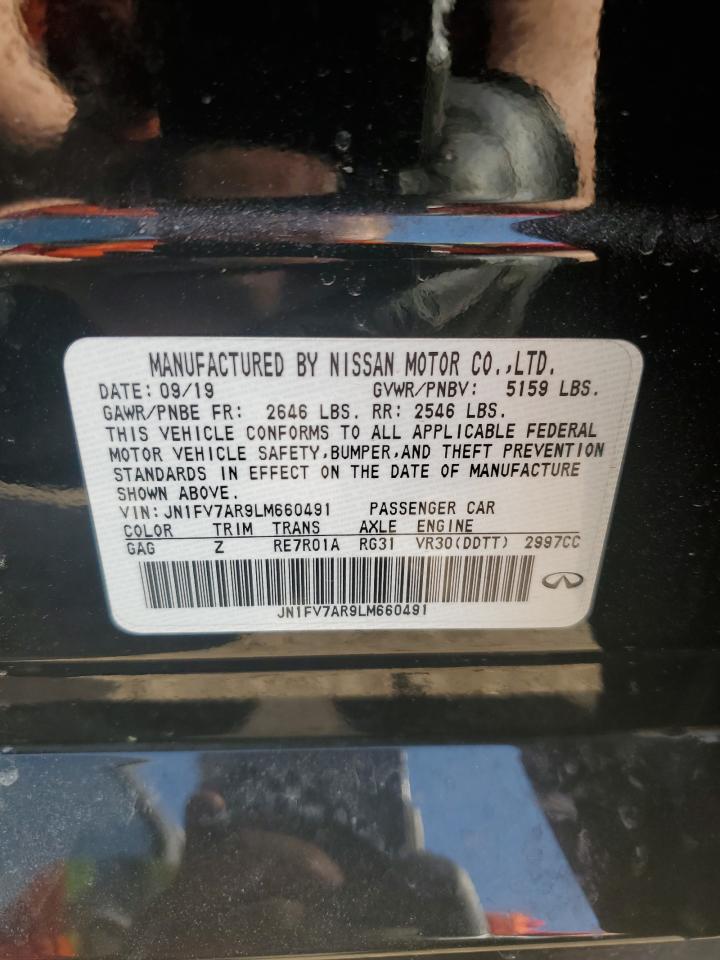 MANUFACTURED BY NISSAN MOTOR CO.,LTD.
DATE: 09/19 GVWR/PNBV: 5159 LBS.
GAWR/PNBE FR: 2646 LBS. RR: 2546 LBS.
THIS VEHICLE CONFORMS TO ALL APPLICABLE FEDERAL
MOTOR VEHICLE SAFETY,BUMPER,AND THEFT PREVENTION
STANDARDS IN EFFECT ON THE DATE OF MANUFACTURE
SHOWN ABOVE.
VIN: JN1FV7AR9LM660491 PASSENGER CAR
COLOR TRIM TRANS AXLE ENGINE
GAG Z RE7R01A RG31 VR30(DDTT) 2997CC
JN1FV7AR9LM660491